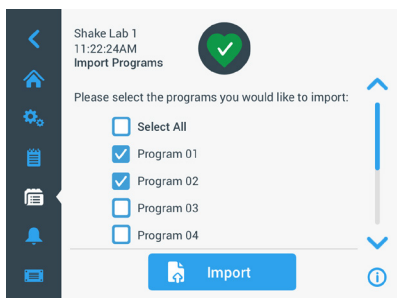 Shake Lab 1
11:22:24AM
Import Programs
Please select the programs you would like to import:
Select All
Program 01
Program 02
Program 03
Program 04
Import